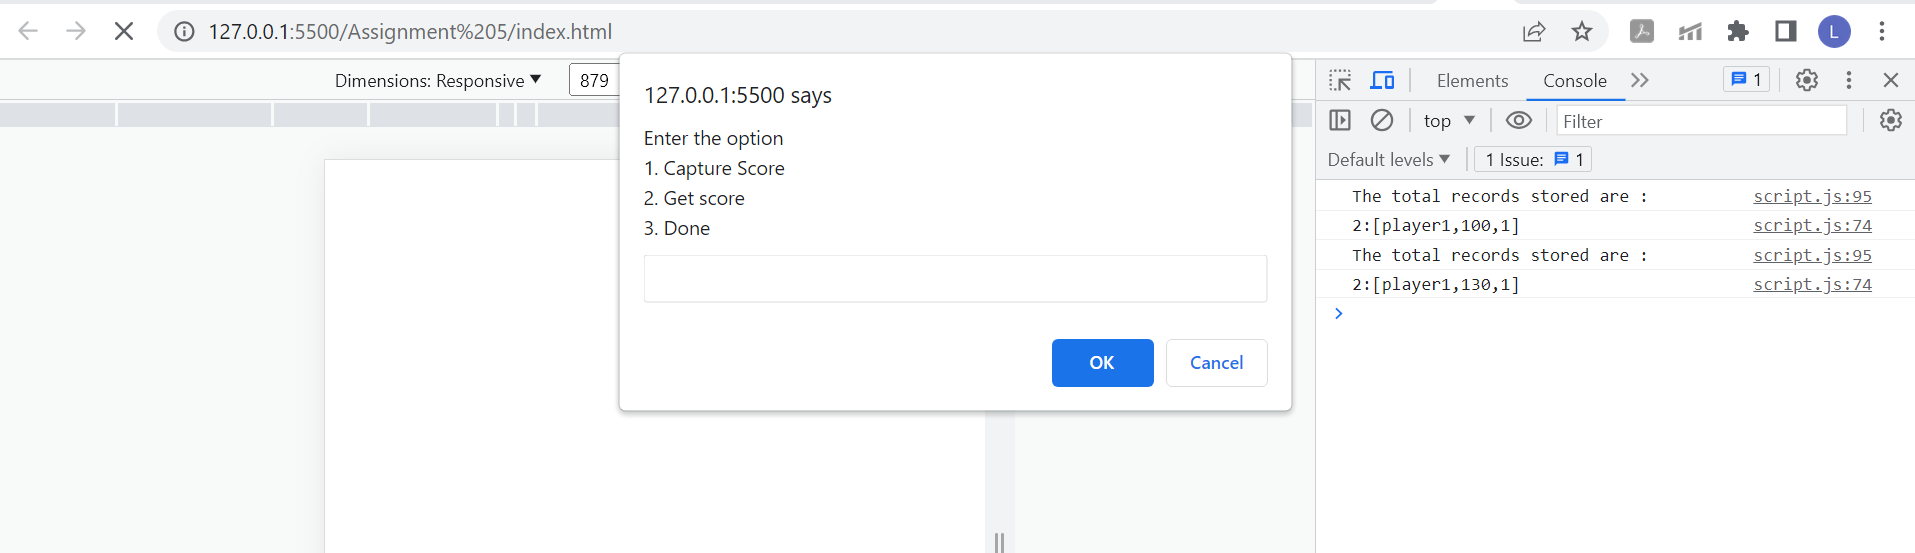 127.0.0.1:5500/Assignment%205/index.html
L
Dimensions: Responsive
879
127.0.0.1:5500 says
Enter the option
1. Capture Score
2. Get score
3. Done
OK
Cancel
Elements
Console
1
top
Filter
Default levels
1 Issue: 1
The total records stored are : script.js:95
2:[player1,100,1] script.js:74
The total records stored are : script.js:95
2:[player1,130,1] script.js:74